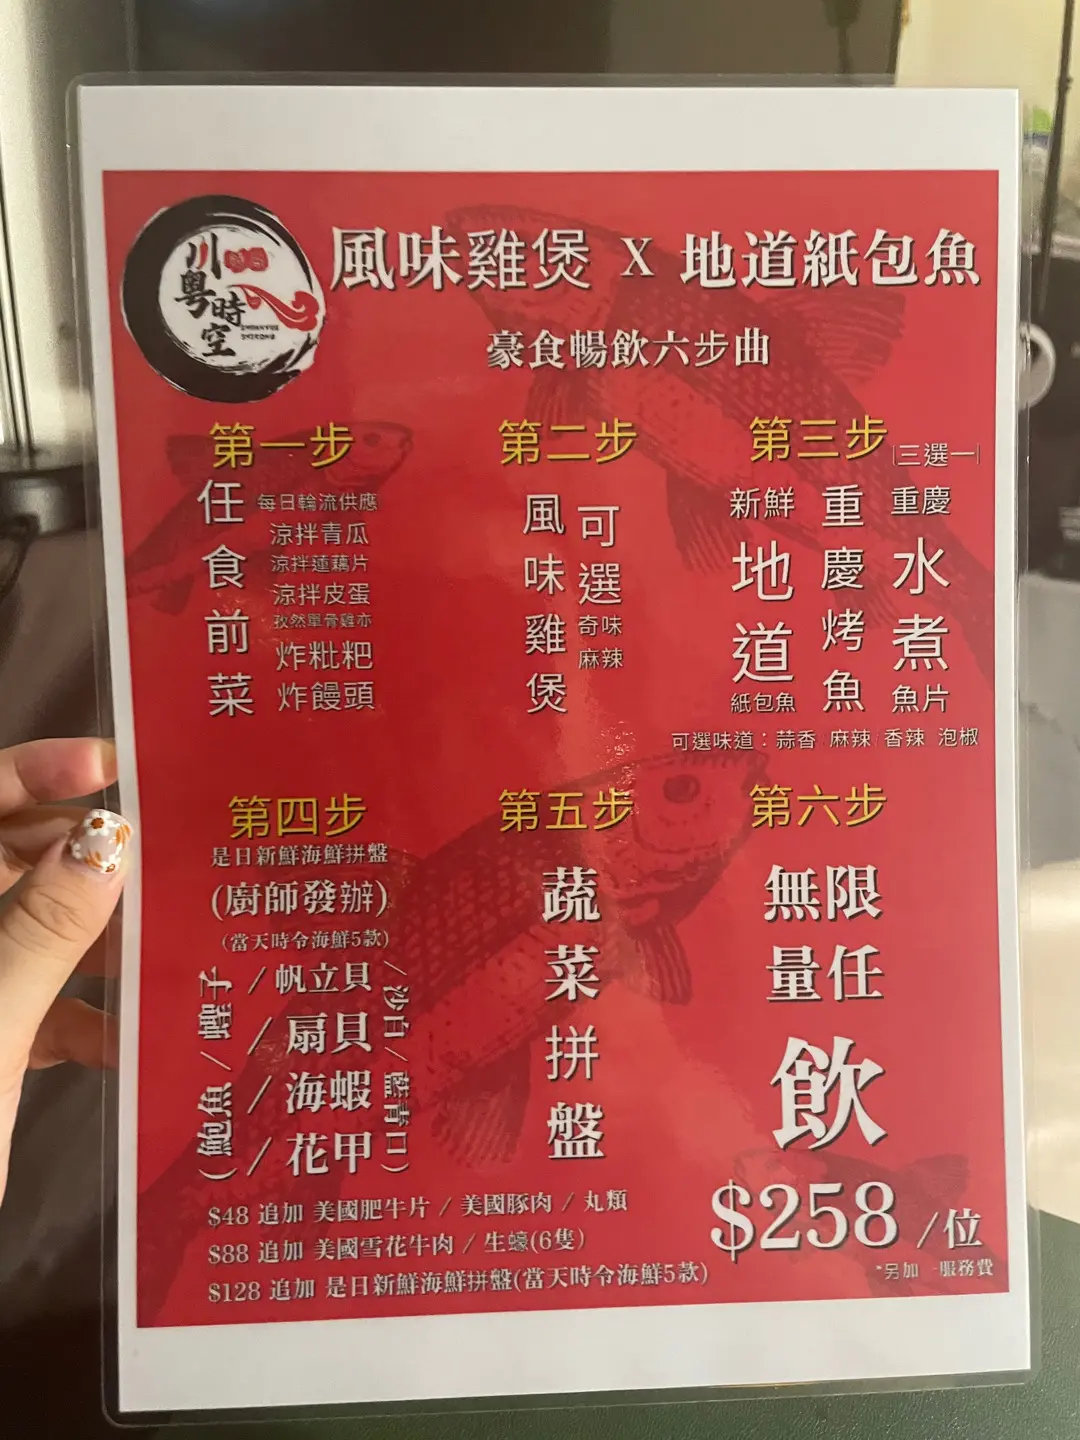 川粵時空
風味雞煲 X 地道紙包魚
豪食暢飲六步曲
第一步
任食前菜
每日輪流供應
涼拌青瓜
涼拌蓮藕片
涼拌皮蛋
孜然單骨雞亦
炸粃粑
炸饅頭
第二步
風味雞煲
可選
奇味
麻辣
第三步
三選一
新鮮
地道
紙包魚
重慶烤魚
重慶
水煮
魚片
可選味道：蒜香 麻辣 香辣 泡椒
第四步
是日新鮮海鮮拼盤
(廚師發辦)
(當天時令海鮮5款)
(鮑魚 / 蟶子
/ 帆立貝
/ 扇貝
/ 海蝦
/ 花甲
/ 沙白 / 藍青口)
第五步
蔬菜拼盤
第六步
無限
量任
飲
$48 追加 美國肥牛片 / 美國豚肉 / 丸類
$88 追加 美國雪花牛肉 / 生蠔(6隻)
$128 追加 是日新鮮海鮮拼盤(當天時令海鮮5款)
$258 /位
*另加一服務費